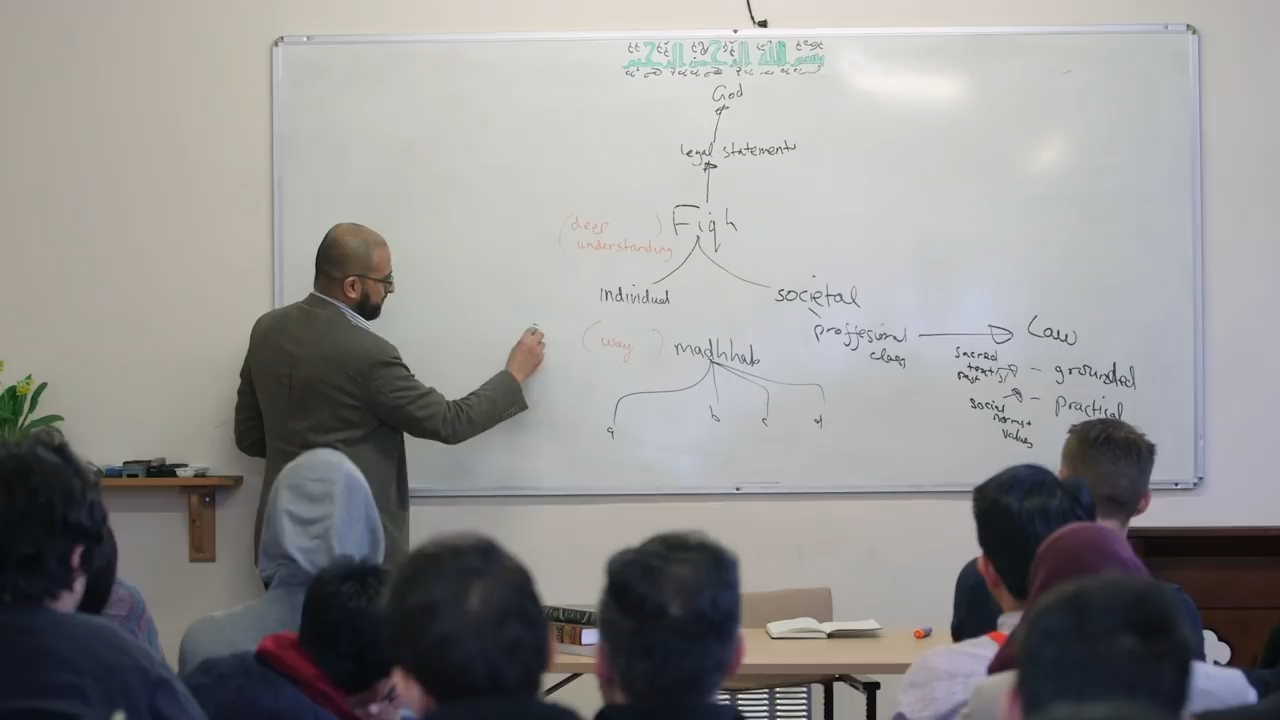 بسم الله الرحمن الرحيم
God
legal statements
(deep understanding) Fiqh
Individual societal
proffesional class Law
(way) madhhab
sacred texts
- grounded
social norms + values
- practical
a b c d